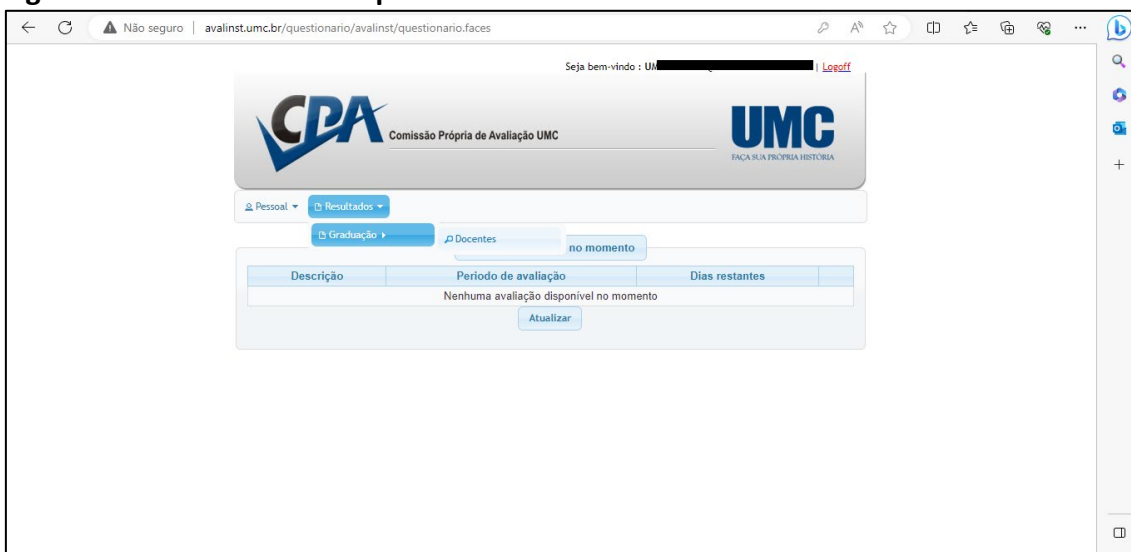 Não seguro | avalinst.umc.br/questionario/avalinst/questionario.faces
Seja bem-vindo : UM | Logoff
CPA Comissão Própria de Avaliação UMC
UMC
FAÇA SUA PRÓPRIA HISTÓRIA
Pessoal Resultados
Graduação Docentes
no momento
Descrição Período de avaliação Dias restantes
Nenhuma avaliação disponível no momento
Atualizar